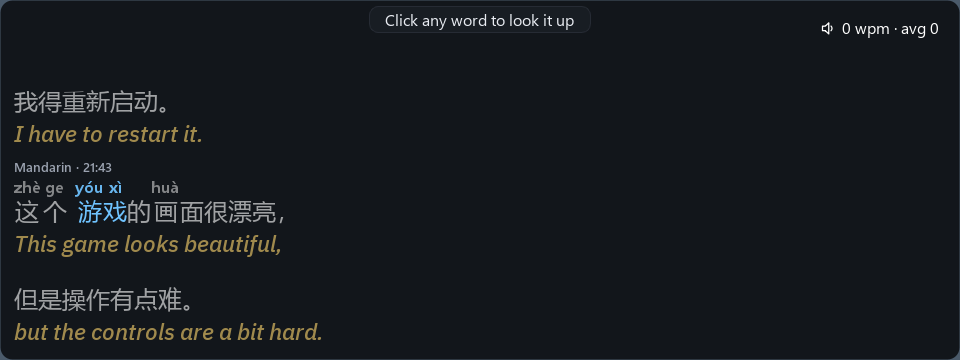 Click any word to look it up
0 wpm · avg 0
我得重新启动。
I have to restart it.
Mandarin · 21:43
zhè ge yóu xì huà
这个游戏的画面很漂亮，
This game looks beautiful,
但是操作有点难。
but the controls are a bit hard.